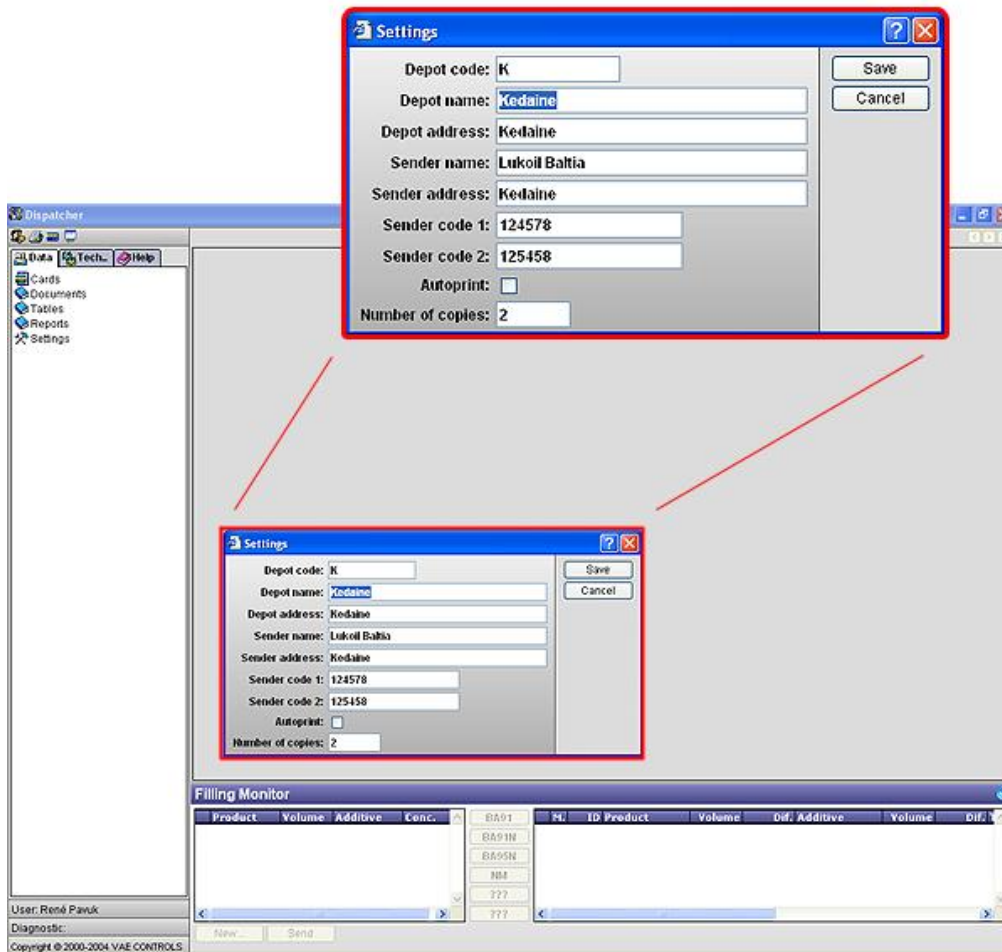 Settings
Depot code: K
Save
Depot name: Kedaine
Cancel
Depot address: Kedaine
Sender name: Lukoil Baltia
Sender address: Kedaine
Sender code 1: 124578
Sender code 2: 125458
Autoprint:
Number of copies: 2
Dispatcher
Data Tech.. Help
Cards
Documents
Tables
Reports
Settings
Settings
Depot code: K
Save
Depot name: Kedaine
Cancel
Depot address: Kedaine
Sender name: Lukoil Baltia
Sender address: Kedaine
Sender code 1: 124578
Sender code 2: 125458
Autoprint:
Number of copies: 2
Filling Monitor
Product Volume Additive Conc. BA91 M. ID Product Volume Dif. Additive Volume Dif.
BA91N
BA95N
NM
???
???
User: René Pavuk
Diagnostic:
New... Send
Copyright © 2000-2004 VAE CONTROLS